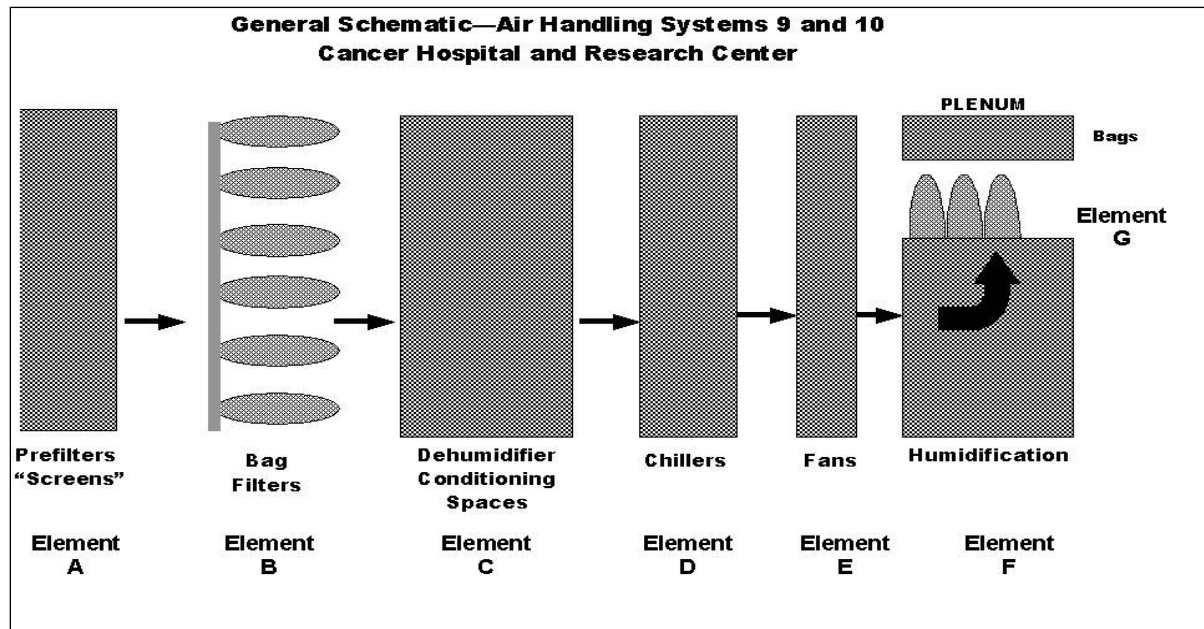 General Schematic—Air Handling Systems 9 and 10
Cancer Hospital and Research Center
PLENUM
Bags
Element
G
Prefilters
“Screens”
Bag
Filters
Dehumidifier
Conditioning
Spaces
Chillers
Fans
Humidification
Element
A
Element
B
Element
C
Element
D
Element
E
Element
F